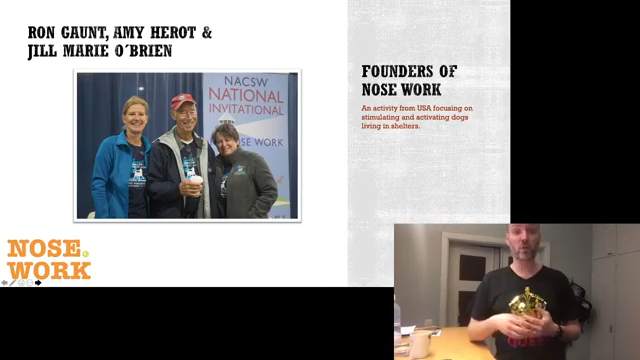 RON GAUNT, AMY HEROT &
JILL MARIE O´BRIEN
NACSW
NATIONAL
INVITATIONAL
SE WORK
FOUNDERS OF
NOSE WORK
An activity from USA focusing on
stimulating and activating dogs
living in shelters.
NOSE
WORK